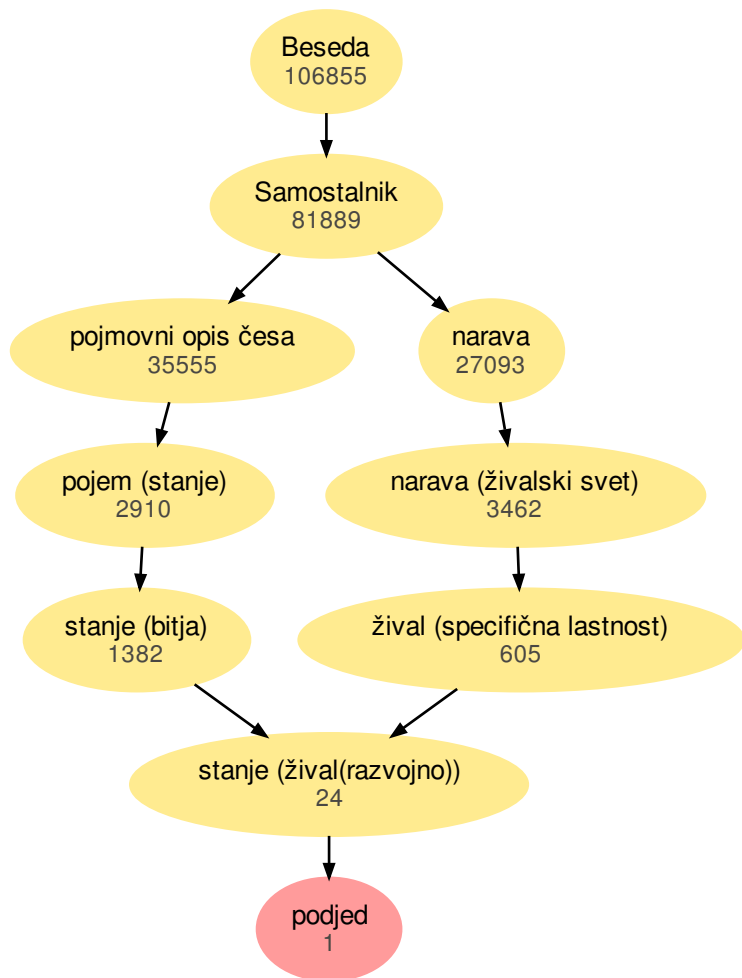 Beseda
106855
Samostalnik
81889
pojmovni opis česa
35555
narava
27093
pojem (stanje)
2910
narava (živalski svet)
3462
stanje (bitja)
1382
žival (specifična lastnost)
605
stanje (žival(razvojno))
24
podjed
1